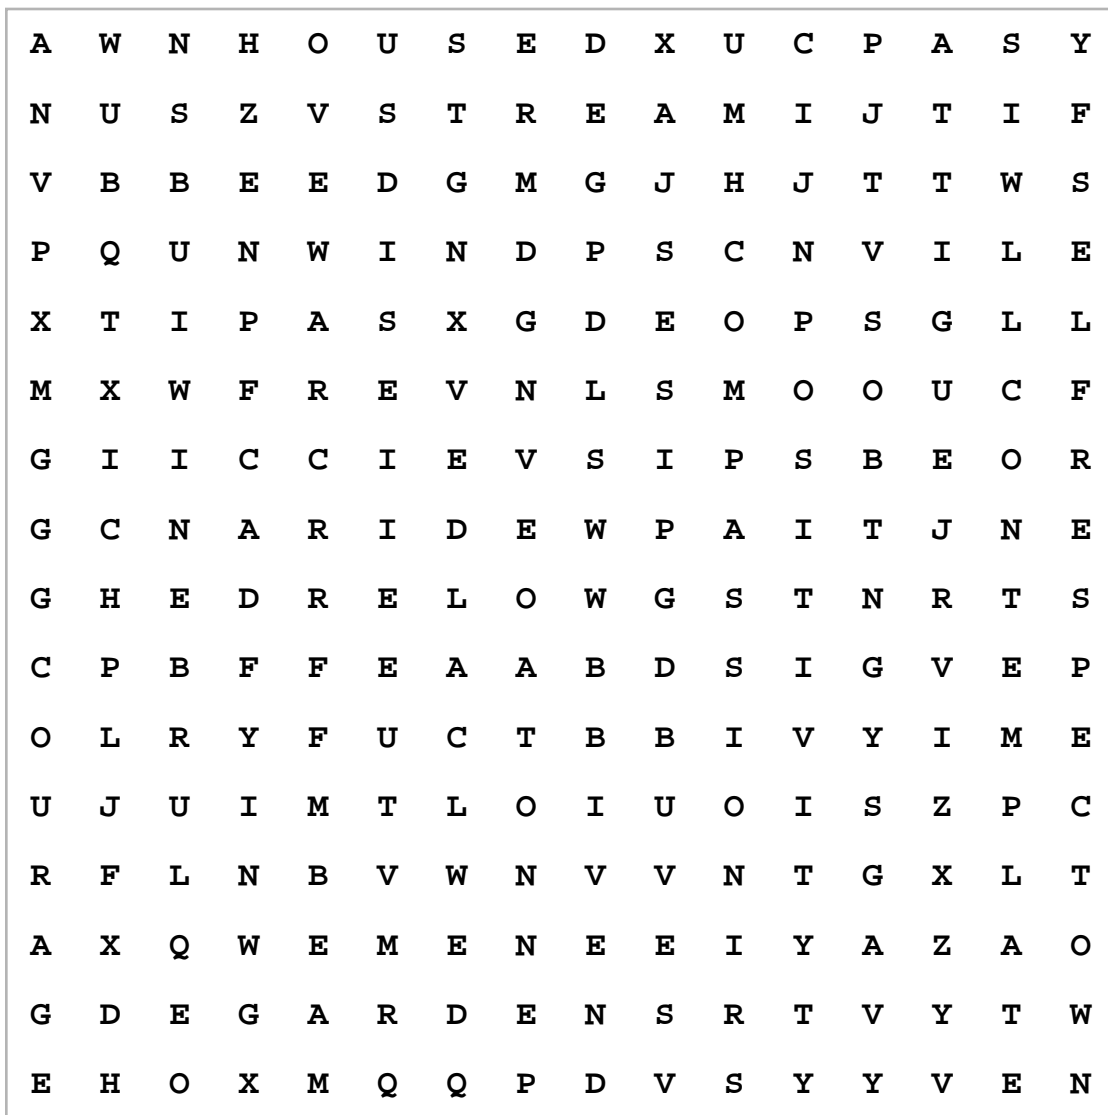 A W N H O U S E D X U C P A S Y
N U S Z V S T R E A M I J T I F
V B B E E D G M G J H J T T W S
P Q U N W I N D P S C N V I L E
X T I P A S X G D E O P S G L L
M X W F R E V N L S M O O U C F
G I I C C I E V S I P S B E O R
G C N A R I D E W P A I T J N E
G H E D R E L O W G S T N R T S
C P B F F E A A B D S I G V E P
O L R Y F U C T B B I V Y I M E
U J U I M T L O I U O I S Z P C
R F L N B V W N V V N T G X L T
A X Q W E M E N E E I Y A Z A O
G D E G A R D E N S R T V Y T W
E H O X M Q Q P D V S Y Y V E N